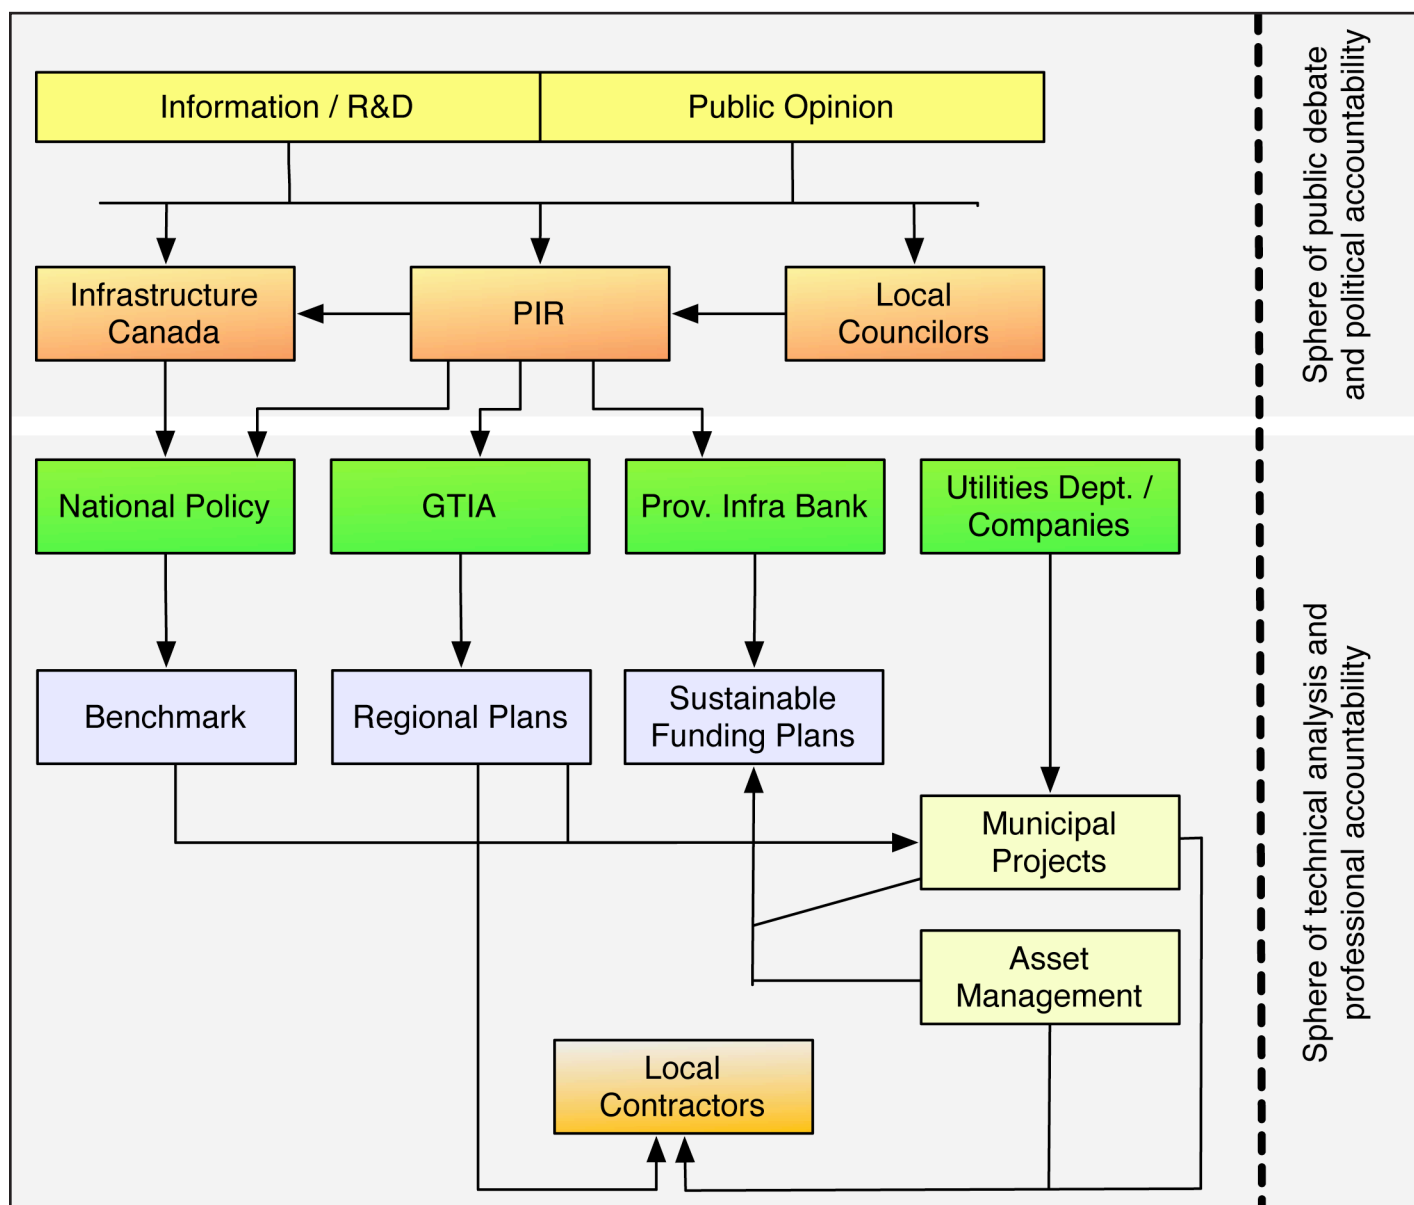 Information / R&D
Public Opinion
Sphere of public debate
and political accountability
Infrastructure
Canada
PIR
Local
Councilors
National Policy
GTIA
Prov. Infra Bank
Utilities Dept. /
Companies
Sphere of technical analysis and
professional accountability
Benchmark
Regional Plans
Sustainable
Funding Plans
Municipal
Projects
Asset
Management
Local
Contractors